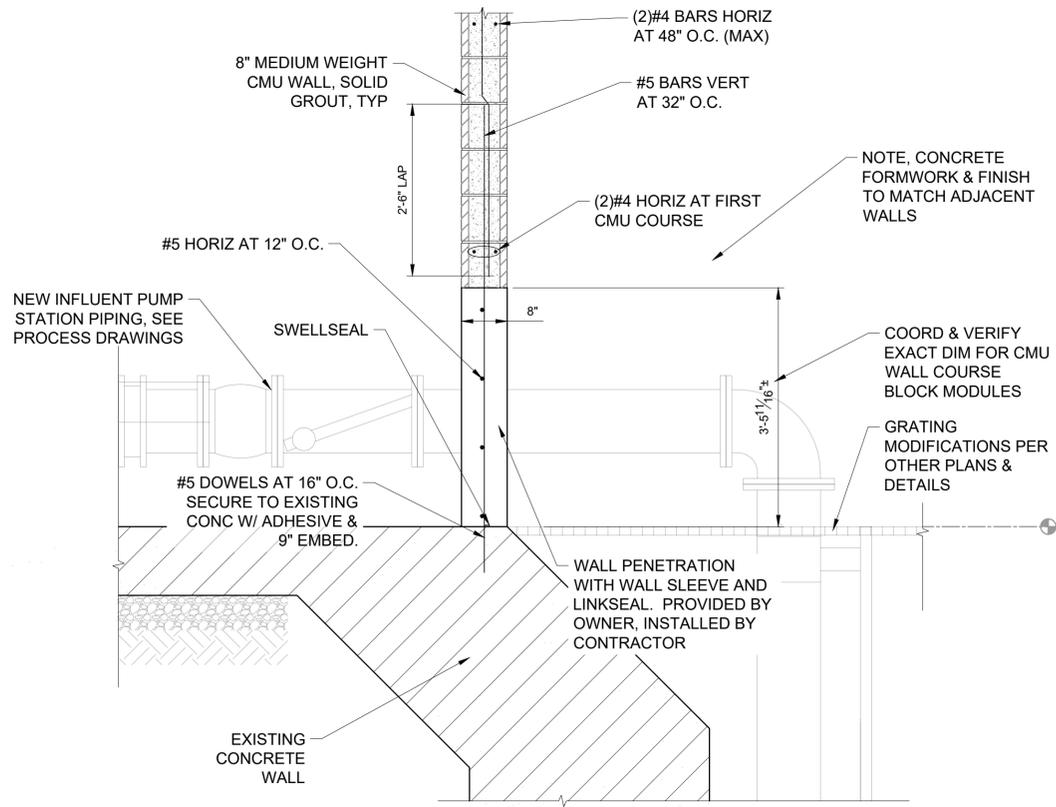 (2)#4 BARS HORIZ
AT 48" O.C. (MAX)
8" MEDIUM WEIGHT
CMU WALL, SOLID
GROUT, TYP
#5 BARS VERT
AT 32" O.C.
NOTE, CONCRETE
FORMWORK & FINISH
TO MATCH ADJACENT
WALLS
2'-6" LAP
(2)#4 HORIZ AT FIRST
CMU COURSE
#5 HORIZ AT 12" O.C.
NEW INFLUENT PUMP
STATION PIPING, SEE
PROCESS DRAWINGS
SWELLSEAL
8"
COORD & VERIFY
EXACT DIM FOR CMU
WALL COURSE
BLOCK MODULES
3'-5 11/16"±
GRATING
MODIFICATIONS PER
OTHER PLANS &
DETAILS
#5 DOWELS AT 16" O.C.
SECURE TO EXISTING
CONC W/ ADHESIVE &
9" EMBED.
WALL PENETRATION
WITH WALL SLEEVE AND
LINKSEAL. PROVIDED BY
OWNER, INSTALLED BY
CONTRACTOR
EXISTING
CONCRETE
WALL